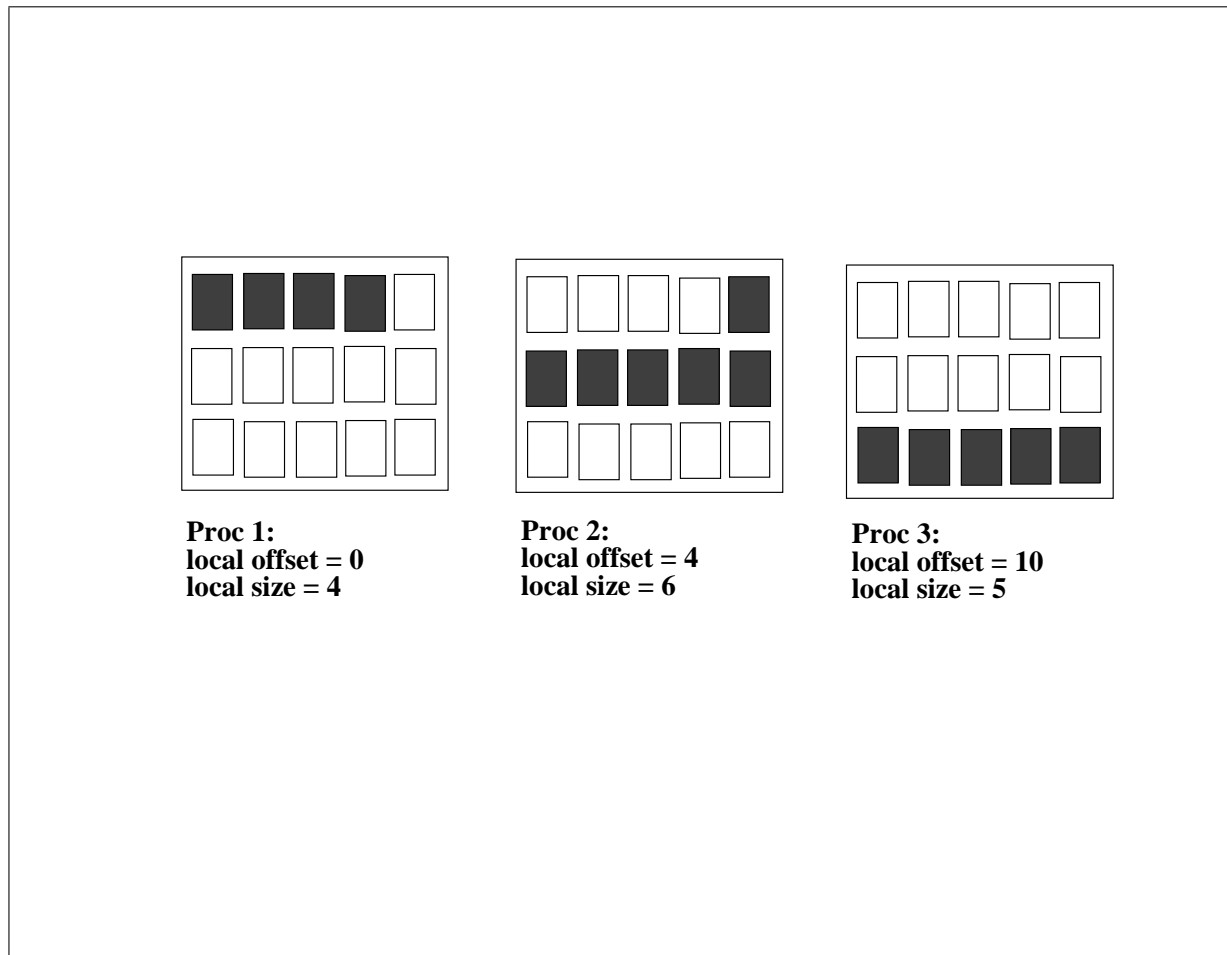 Proc 1:
local offset = 0
local size = 4
Proc 2:
local offset = 4
local size = 6
Proc 3:
local offset = 10
local size = 5